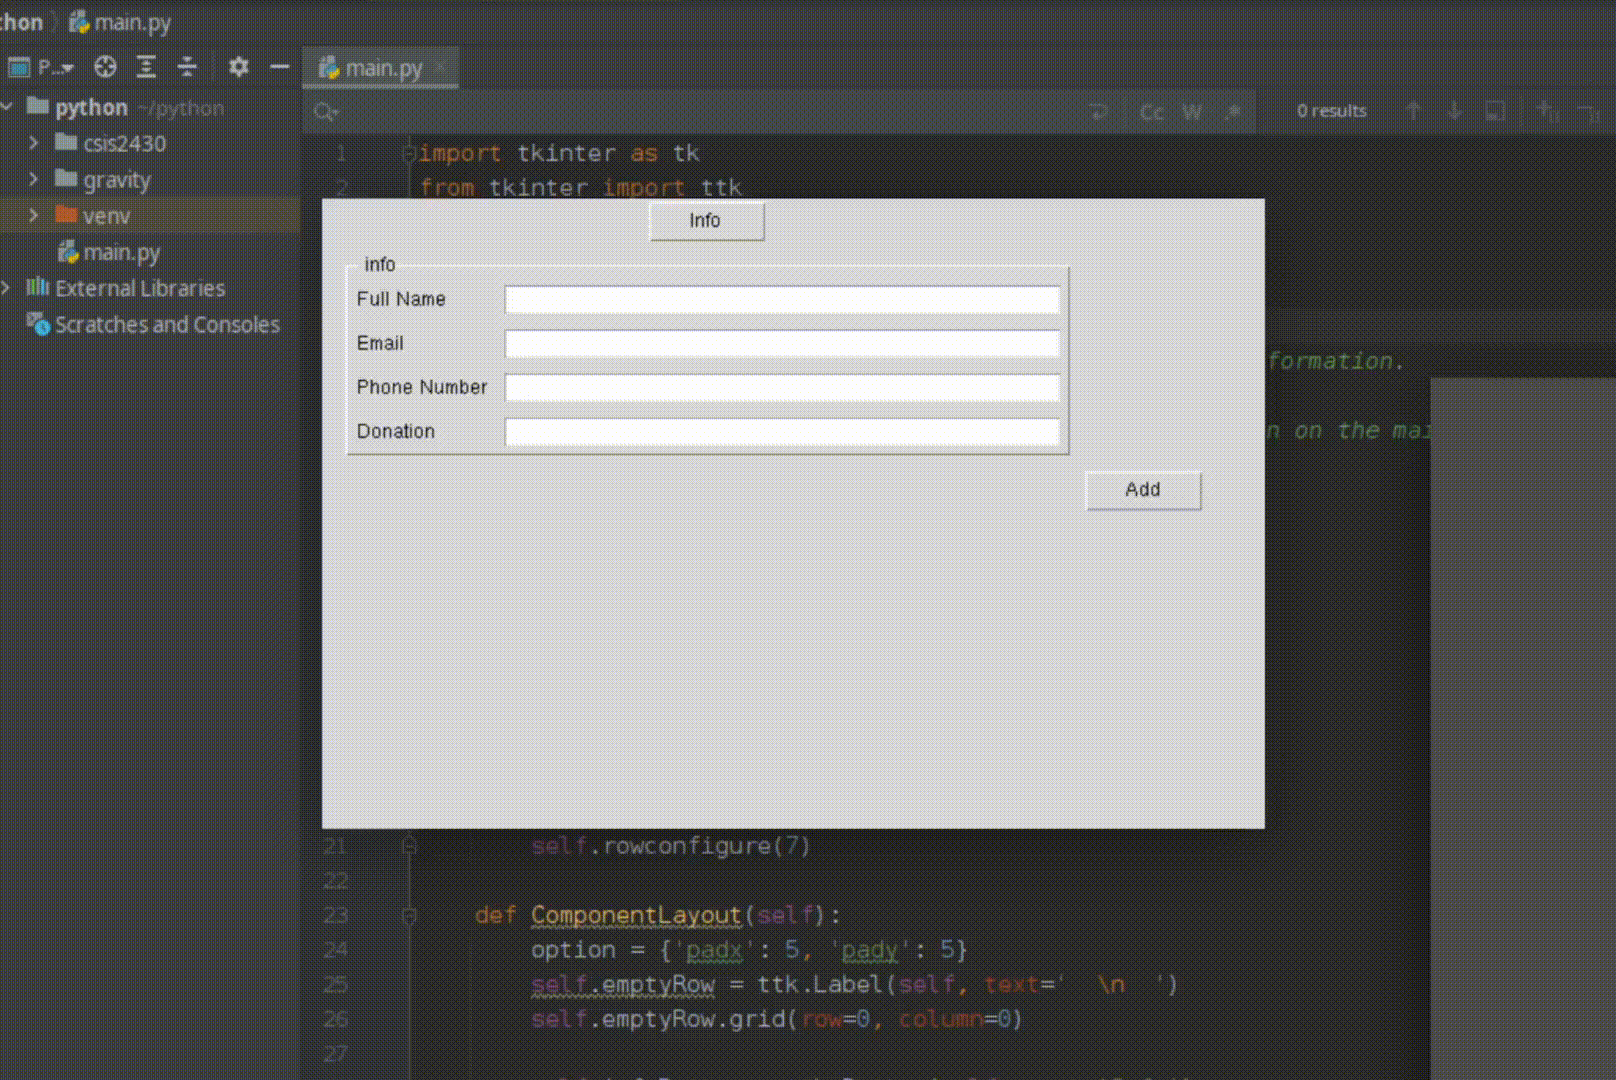 thon main.py
P...
main.py
python ~/python
Cc W .* 0 results
csis2430
1 import tkinter as tk
gravity
2 from tkinter import ttk
venv
Info
main.py
info
External Libraries
Full Name
Scratches and Consoles
Email
formation.
Phone Number
Donation
n on the mai
Add
21 self.rowconfigure(7)
22
23 def ComponentLayout(self):
24 option = {'padx': 5, 'pady': 5}
25 self.emptyRow = ttk.Label(self, text='  \n  ')
26 self.emptyRow.grid(row=0, column=0)
27